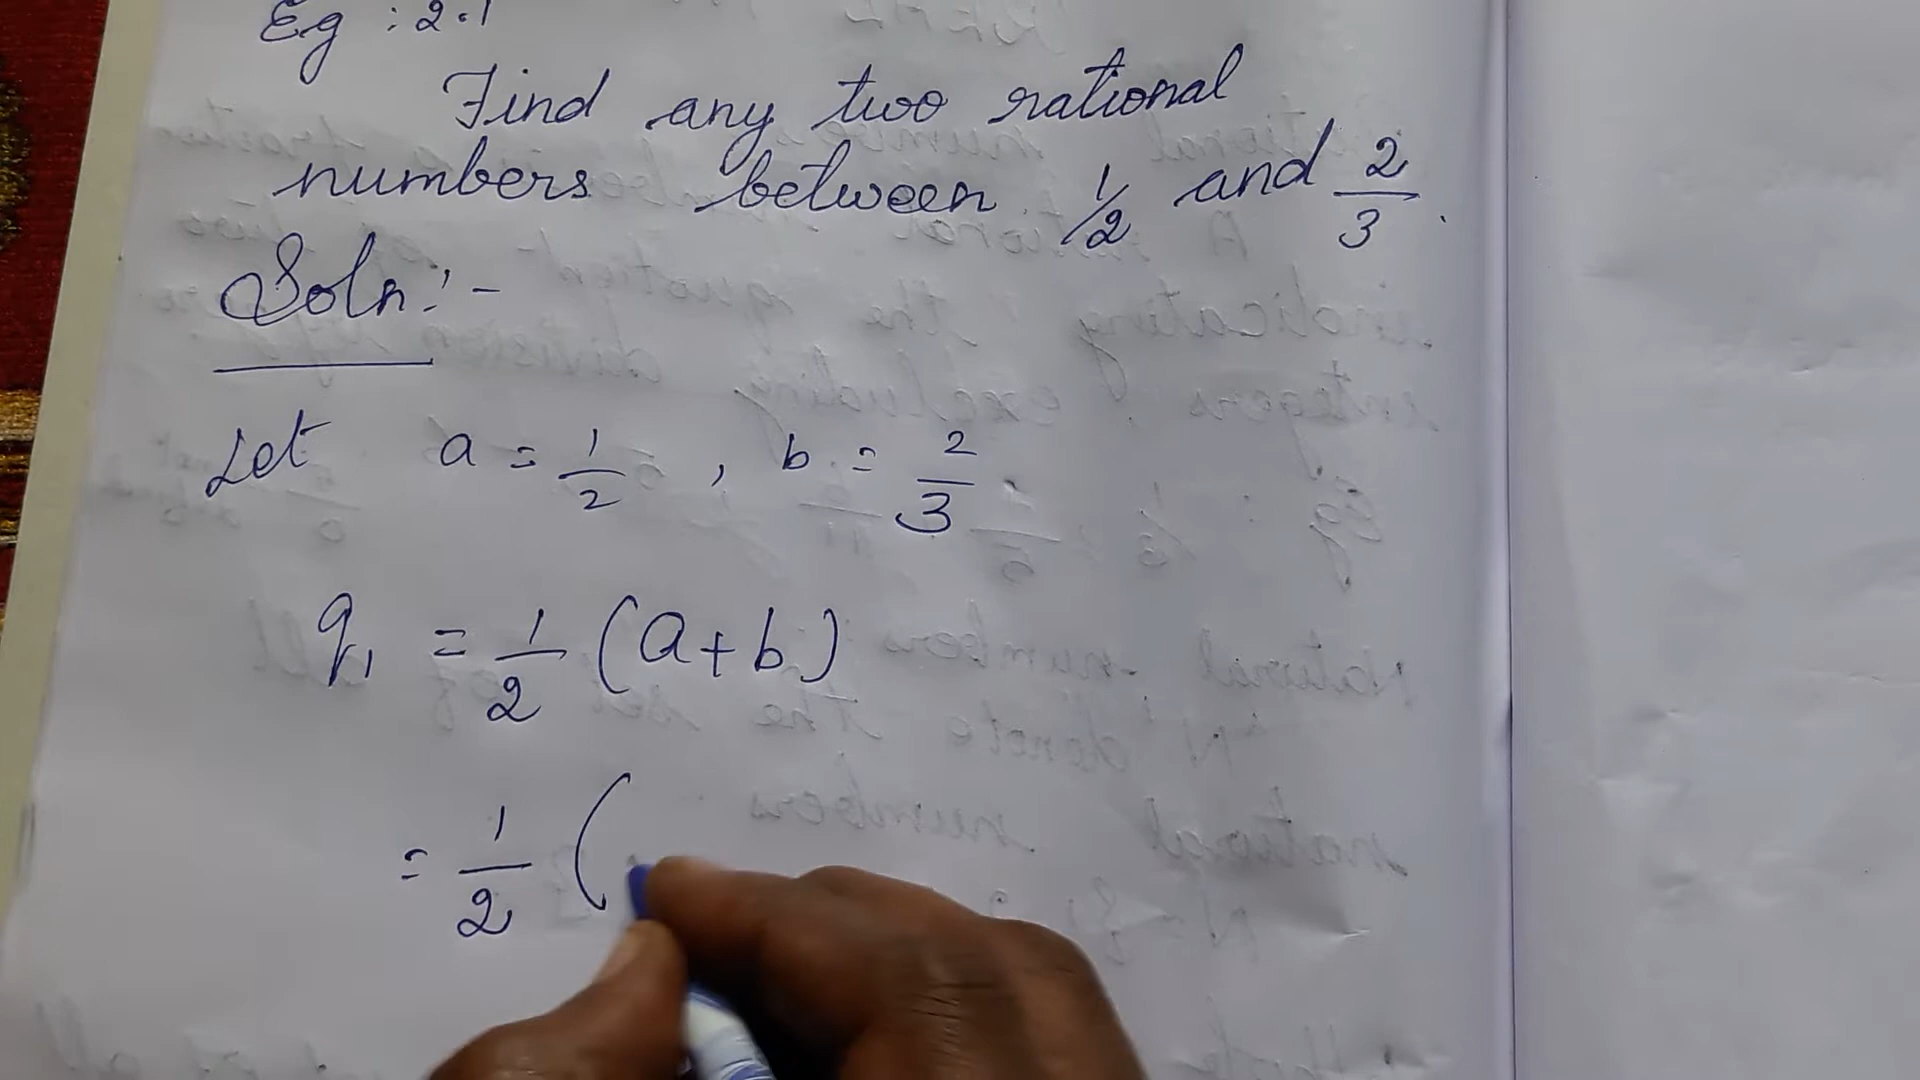 Eg : 2.1
Find any two rational
numbers between 1/2 and 2/3.
Soln:-
Let a = 1/2 , b = 2/3
q₁ = 1/2 (a+b)
= 1/2 (